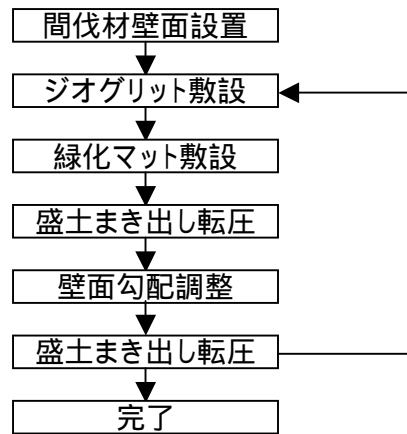 間伐材壁面設置
ジオグリット敷設
緑化マット敷設
盛土まき出し転圧
壁面勾配調整
盛土まき出し転圧
完了